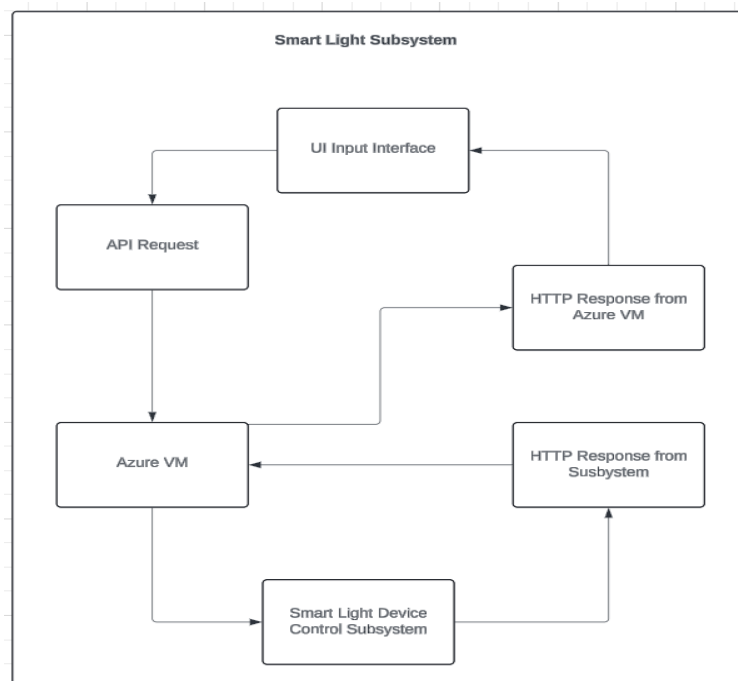 Smart Light Subsystem
UI Input Interface
API Request
HTTP Response from
Azure VM
Azure VM
HTTP Response from
Susbystem
Smart Light Device
Control Subsystem